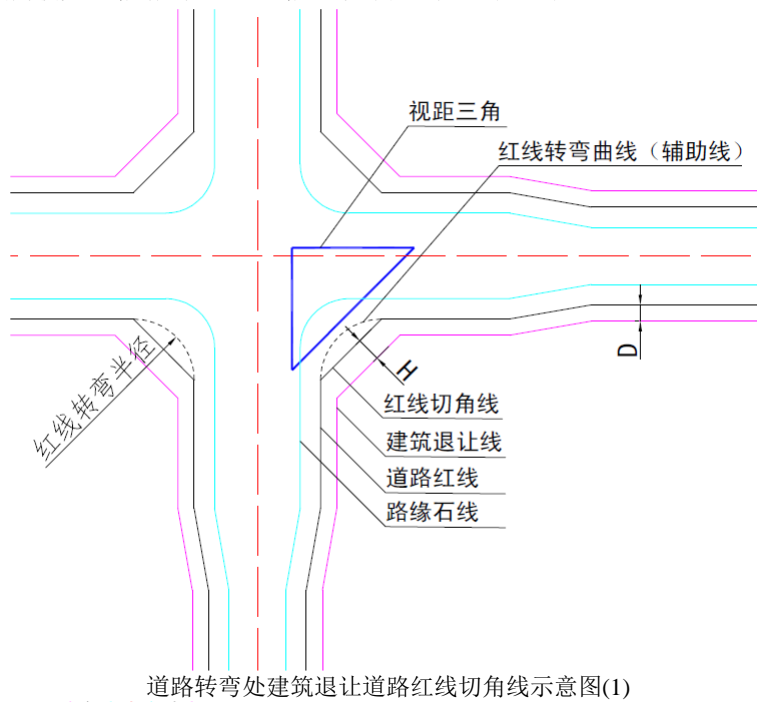 视距三角
红线转弯曲线（辅助线）
D
H
红线转弯半径
红线切角线
建筑退让线
道路红线
路缘石线
道路转弯处建筑退让道路红线切角线示意图(1)